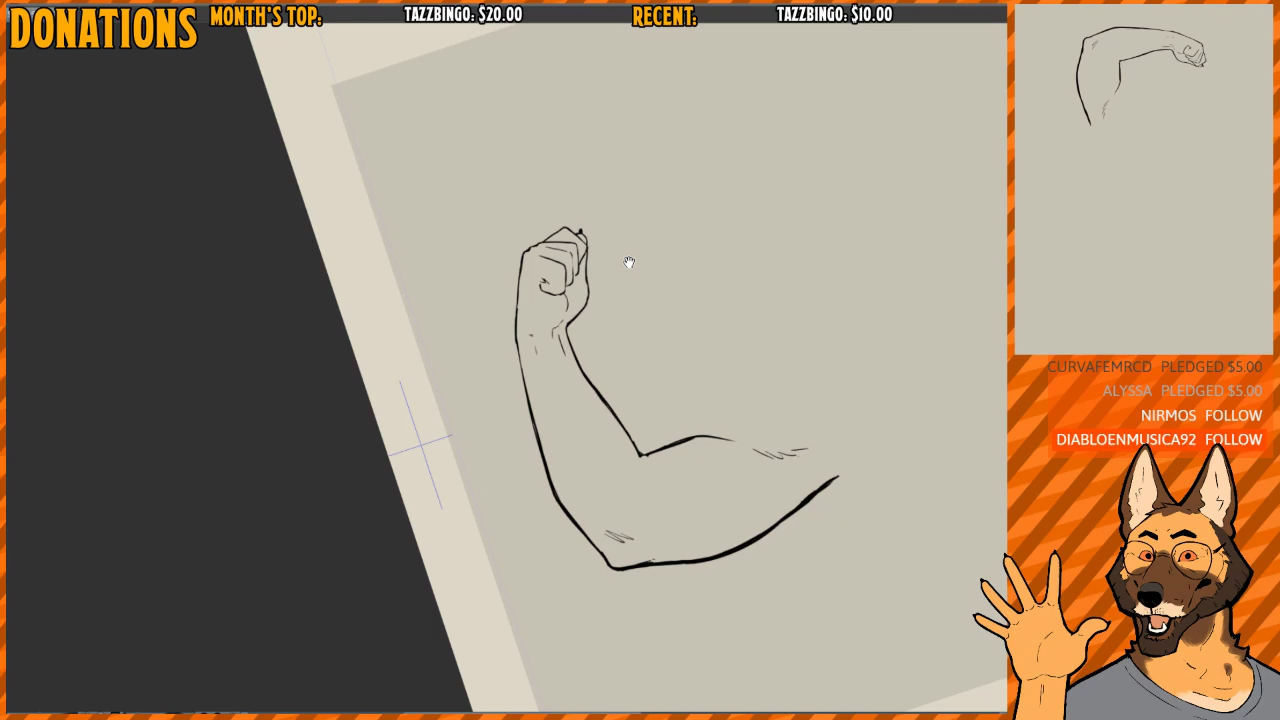 DONATIONS
MONTH'S TOP: TAZZBINGO: $20.00 RECENT: TAZZBINGO: $10.00
CURVAFEMRCD PLEDGED $5.00
ALYSSA PLEDGED $5.00
NIRMOS FOLLOW
DIABLOENMUSICA92 FOLLOW